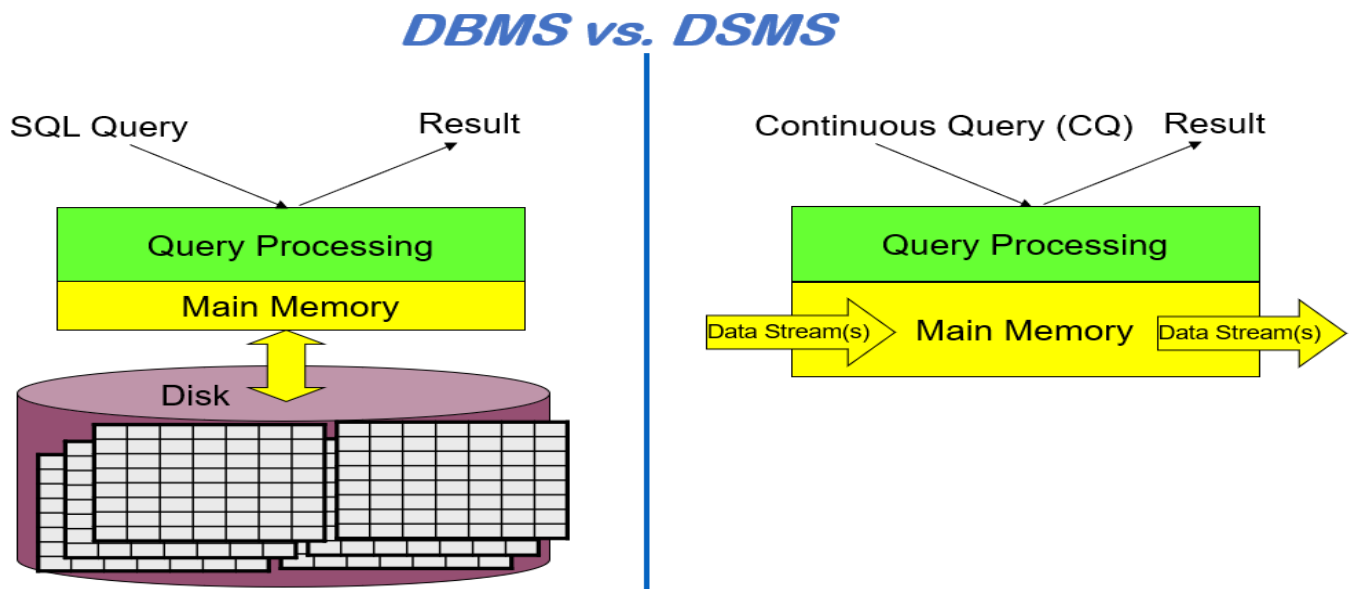 DBMS vs. DSMS
SQL Query
Result
Query Processing
Main Memory
Disk
Continuous Query (CQ)
Result
Query Processing
Data Stream(s)
Main Memory
Data Stream(s)